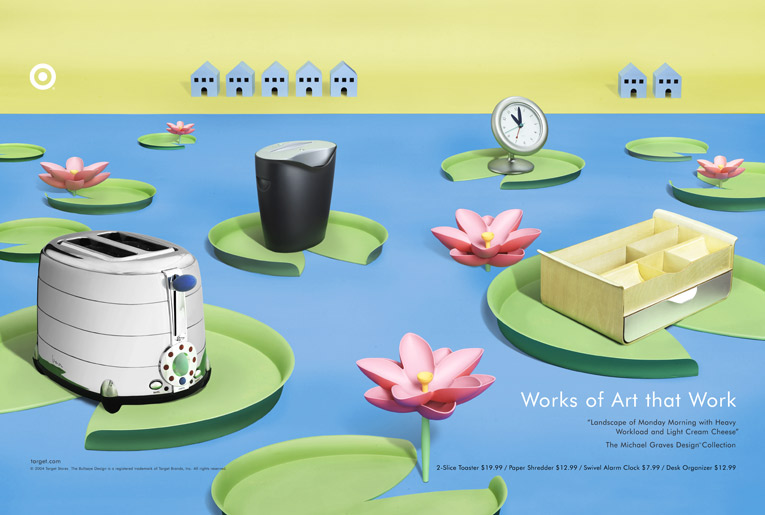 Works of Art that Work
"Landscape of Monday Morning with Heavy
Workload and Light Cream Cheese"
The Michael Graves Design™ Collection
target.com
© 2004 Target Stores. The Bullseye Design is a registered trademark of Target Brands, Inc. All rights reserved.
2-Slice Toaster $19.99 / Paper Shredder $12.99 / Swivel Alarm Clock $7.99 / Desk Organizer $12.99